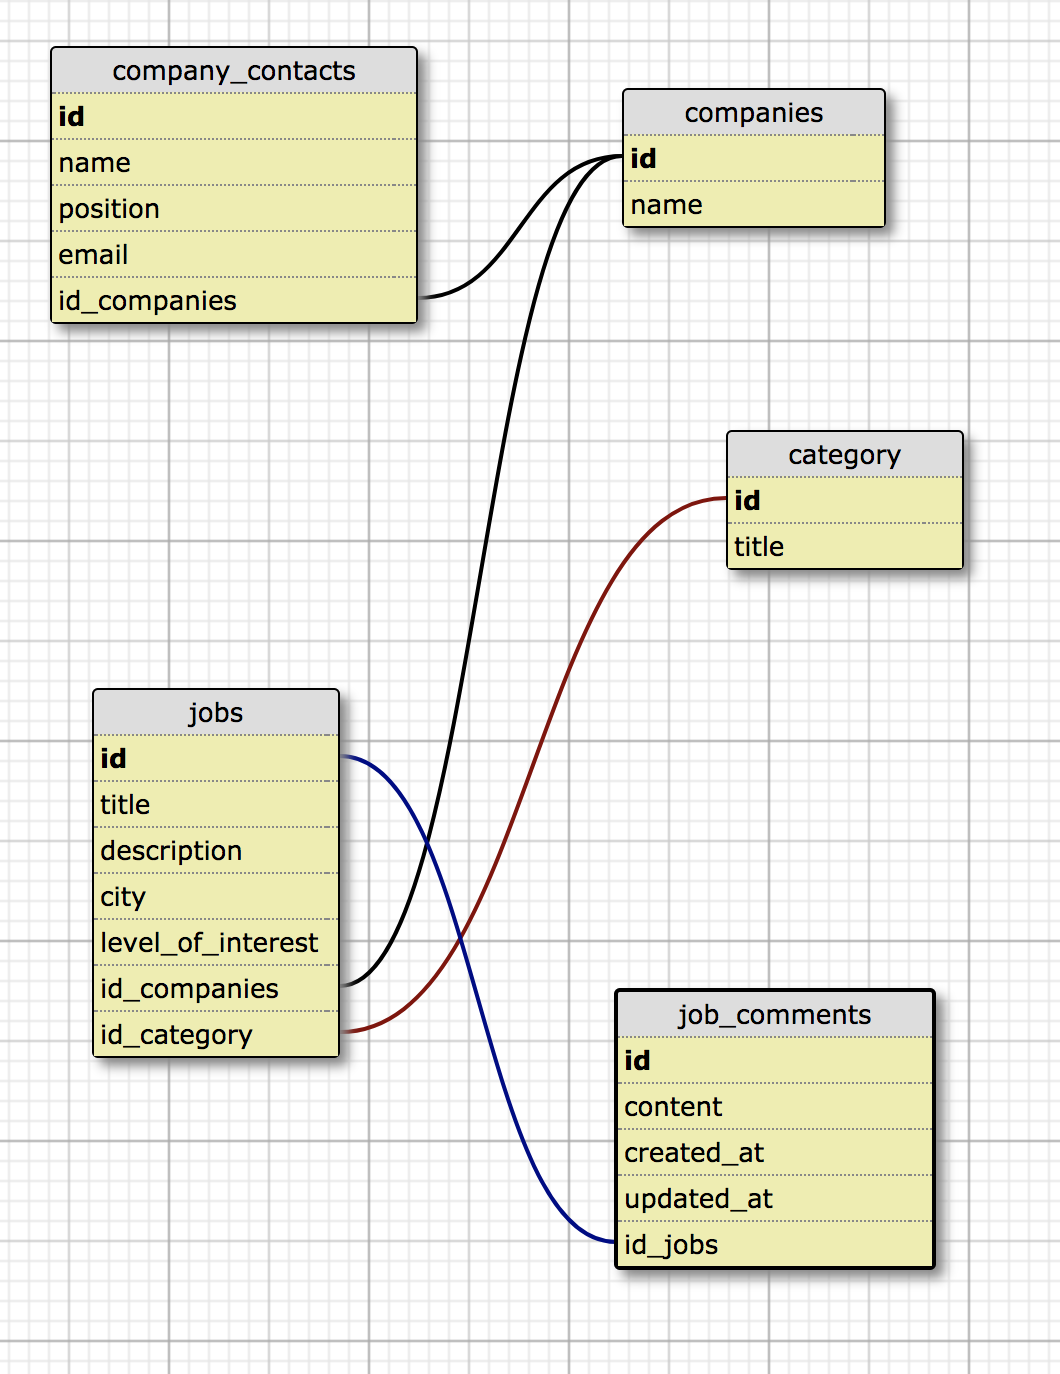 company_contacts
id
name
position
email
id_companies
companies
id
name
category
id
title
jobs
id
title
description
city
level_of_interest
id_companies
id_category
job_comments
id
content
created_at
updated_at
id_jobs